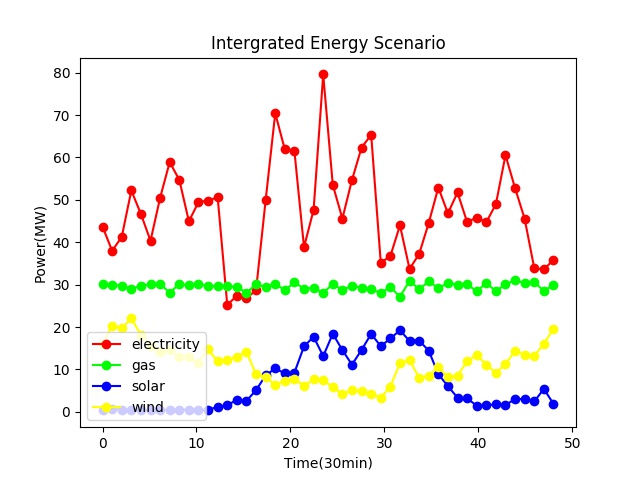 Intergrated Energy Scenario
Power(MW)
80
70
60
50
40
30
20
10
0
electricity
gas
solar
wind
0 10 20 30 40 50
Time(30min)